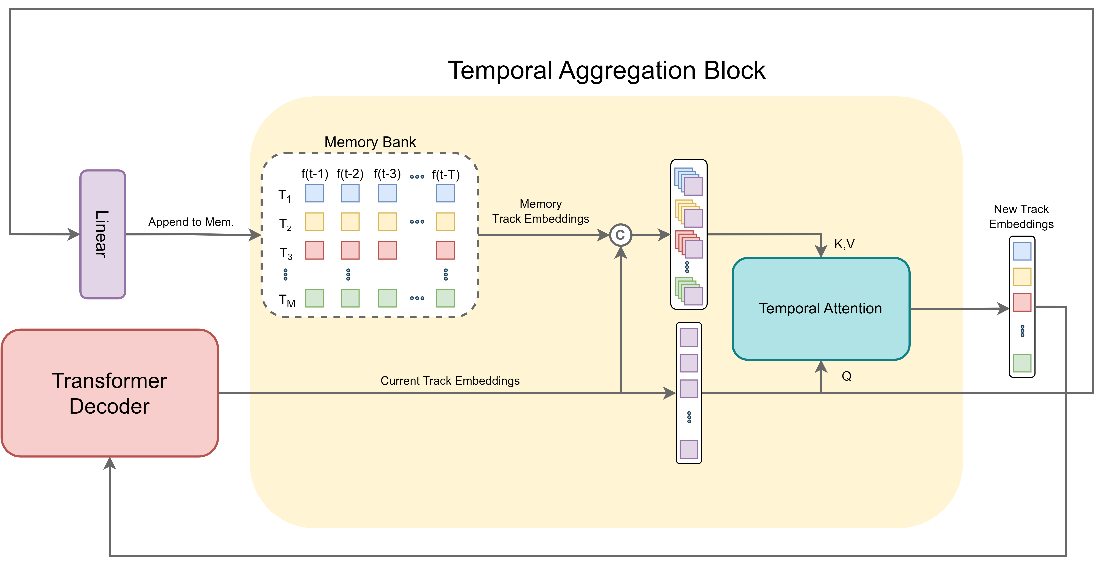 Temporal Aggregation Block
Memory Bank
f(t-1) f(t-2) f(t-3) f(t-T)
T1
T2
T3
TM
Linear
Append to Mem.
Memory
Track Embeddings
C
K,V
New Track
Embeddings
Temporal Attention
Transformer
Decoder
Current Track Embeddings
Q